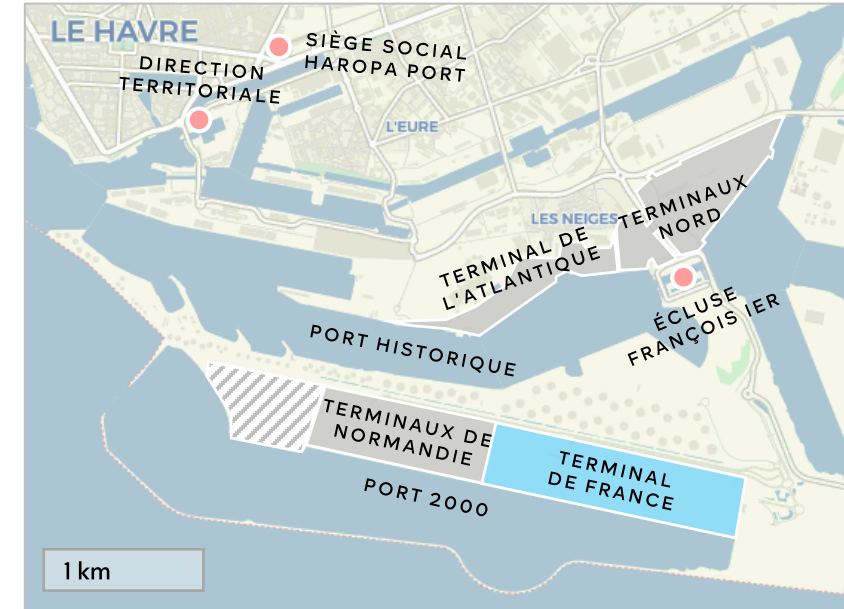 LE HAVRE
SIÈGE SOCIAL
HAROPA PORT
DIRECTION
TERRITORIALE
L'EURE
LES NEIGES
TERMINAUX
NORD
TERMINAL DE
L'ATLANTIQUE
ÉCLUSE
FRANÇOIS IER
PORT HISTORIQUE
TERMINAUX DE
NORMANDIE
TERMINAL
DE FRANCE
PORT 2000
1 km